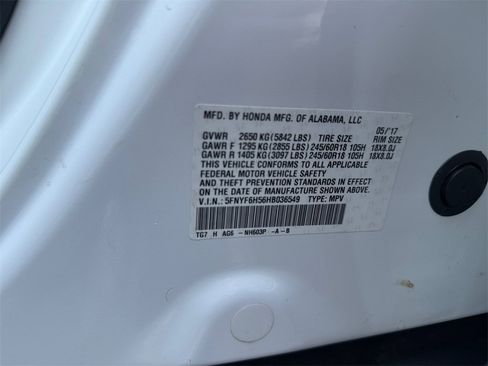 MFD. BY HONDA MFG. OF ALABAMA, LLC 05/'17
GVWR 2650 KG(5842 LBS) TIRE SIZE RIM SIZE
GAWR F 1295 KG(2855 LBS)245/60R18 105H 18X8.0J
GAWR R 1405 KG(3097 LBS)245/60R18 105H 18X8.0J
THIS VEHICLE CONFORMS TO ALL APPLICABLE
FEDERAL MOTOR VEHICLE SAFETY
AND THEFT PREVENTION STANDARDS IN EFFECT
ON THE DATE OF MANUFACTURE SHOWN ABOVE.
V.I.N.: 5FNYF6H56HB036549 TYPE: MPV
TG7 H AG6 -NH603P -A-B